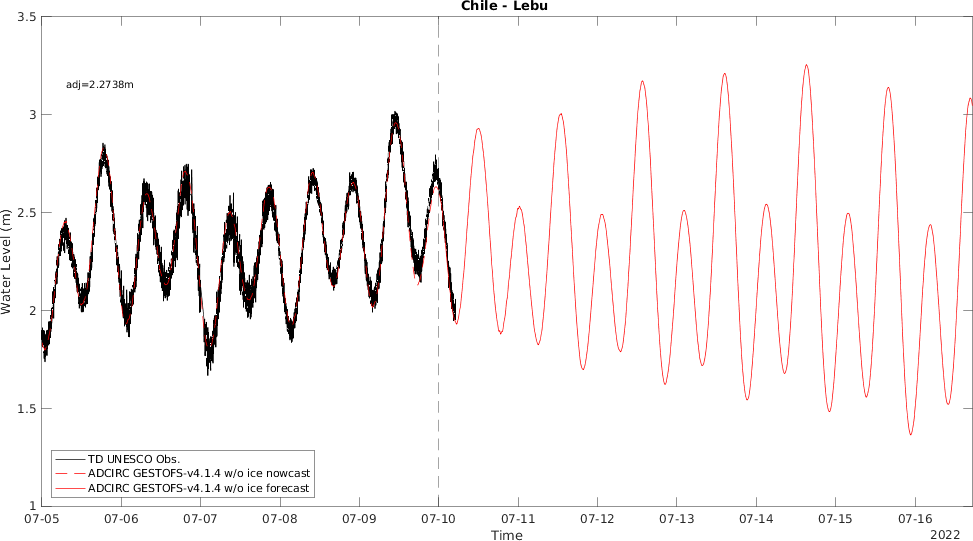 Chile - Lebu
3.5
adj=2.2738m
3
2.5
Water Level (m)
2
1.5
TD UNESCO Obs.
ADCIRC GESTOFS-v4.1.4 w/o ice nowcast
ADCIRC GESTOFS-v4.1.4 w/o ice forecast
1
07-05 07-06 07-07 07-08 07-09 07-10 07-11 07-12 07-13 07-14 07-15 07-16
Time
2022